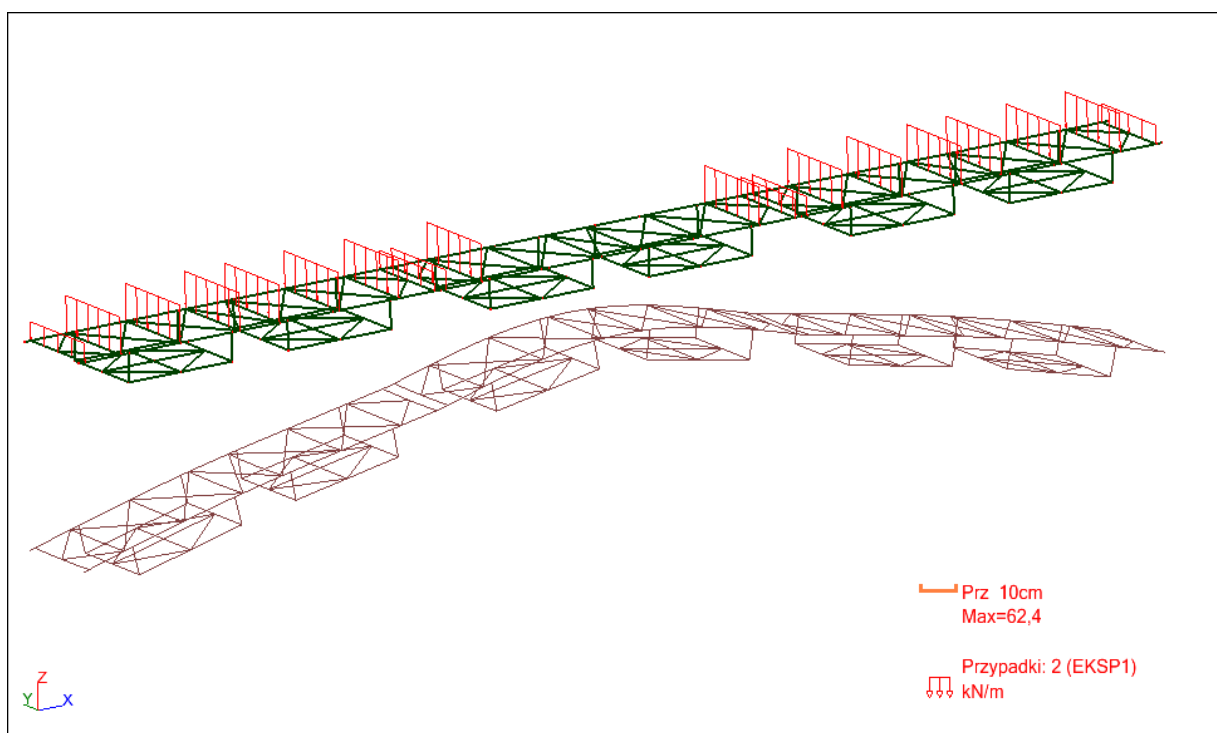 Prz 10cm
Max=62,4
Przypadki: 2 (EKSP1)
kN/m
Z
Y
X